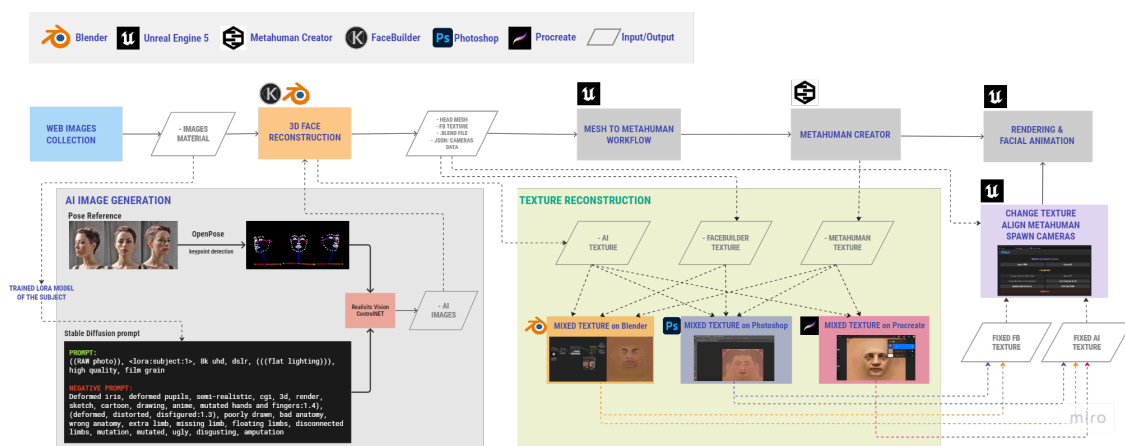 Blender
Unreal Engine 5
Metahuman Creator
K
FaceBuilder
Ps
Photoshop
Procreate
Input/Output
WEB IMAGES
COLLECTION
- IMAGES
MATERIAL
K
3D FACE
RECONSTRUCTION
- HEAD MESH
- FB TEXTURE
- .BLEND FILE
- JSON: CAMERAS
DATA
MESH TO METAHUMAN
WORKFLOW
METAHUMAN CREATOR
RENDERING &
FACIAL ANIMATION
AI IMAGE GENERATION
Pose Reference
OpenPose
keypoint detection
TRAINED LORA MODEL
OF THE SUBJECT
Realisitc Vision
ControlNET
- AI
IMAGES
Stable Diffusion prompt
PROMPT:
((RAW photo)), <lora:subject:1>, 8k uhd, dslr, (((flat lighting))),
high quality, film grain
NEGATIVE PROMPT:
Deformed iris, deformed pupils, semi-realistic, cgi, 3d, render,
sketch, cartoon, drawing, anime, mutated hands and fingers:1.4),
(deformed, distorted, disfigured:1.3), poorly drawn, bad anatomy,
wrong anatomy, extra limb, missing limb, floating limbs, disconnected
limbs, mutation, mutated, ugly, disgusting, amputation
TEXTURE RECONSTRUCTION
- AI
TEXTURE
- FACEBUILDER
TEXTURE
- METAHUMAN
TEXTURE
MIXED TEXTURE on Blender
Ps
MIXED TEXTURE on Photoshop
MIXED TEXTURE on Procreate
CHANGE TEXTURE
ALIGN METAHUMAN
SPAWN CAMERAS
FIXED FB
TEXTURE
FIXED AI
TEXTURE
miro